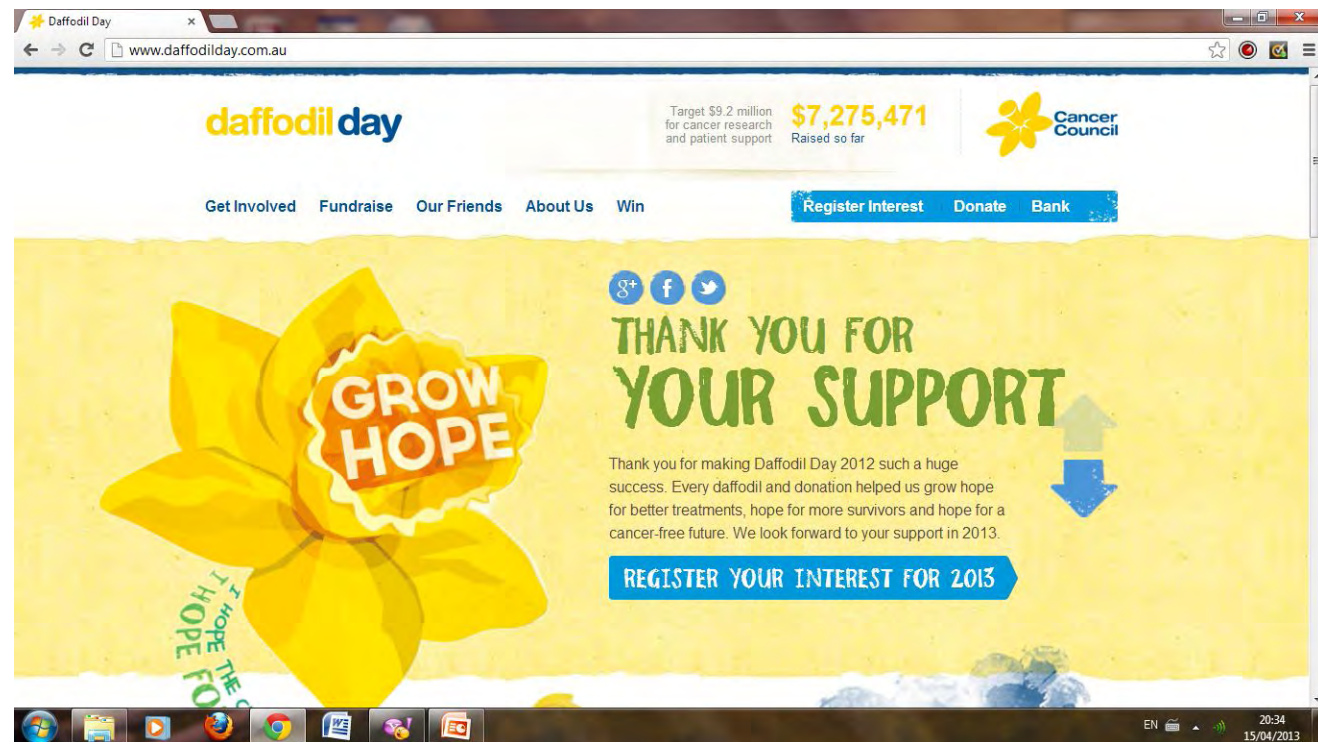 Daffodil Day
www.daffodilday.com.au
daffodil day
Target $9.2 million
for cancer research
and patient support
$7,275,471
Raised so far
Cancer
Council
Get Involved Fundraise Our Friends About Us Win
Register Interest Donate Bank
GROW
HOPE
THANK YOU FOR
YOUR SUPPORT
Thank you for making Daffodil Day 2012 such a huge
success. Every daffodil and donation helped us grow hope
for better treatments, hope for more survivors and hope for a
cancer-free future. We look forward to your support in 2013.
REGISTER YOUR INTEREST FOR 2013
I HOPE THE
I HOPE FO
EN
20:34
15/04/2013